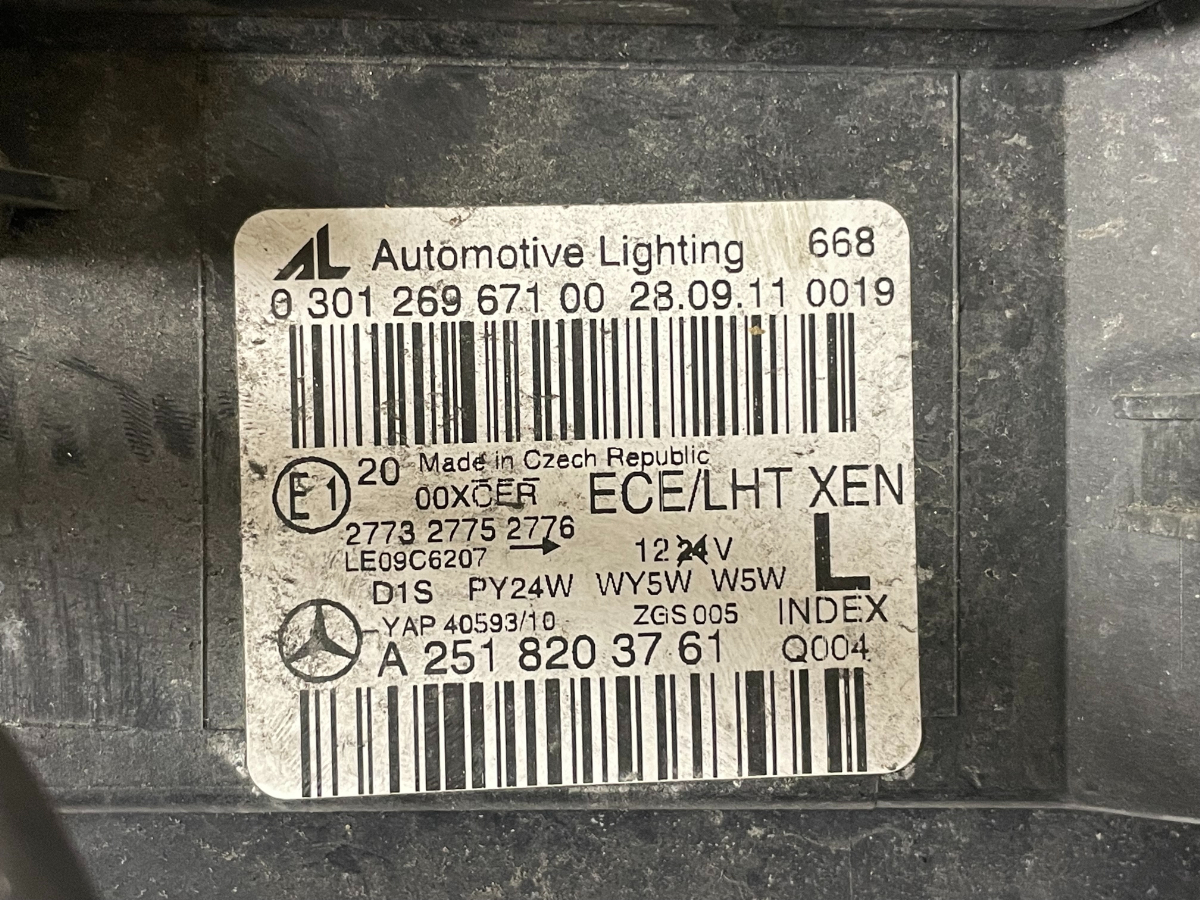 AL Automotive Lighting 668
0 301 269 671 00 28.09.11 0019
E1 20 Made in Czech Republic
00XCER ECE/LHT XEN
2773 2775 2776
LE09C6207 → 12 24 V L
D1S PY24W WY5W W5W
YAP 40593/10 ZGS 005 INDEX
A 251 820 37 61 Q004